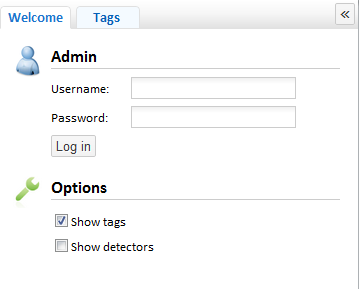 Welcome Tags «
Admin
Username:
Password:
Log in
Options
Show tags
Show detectors